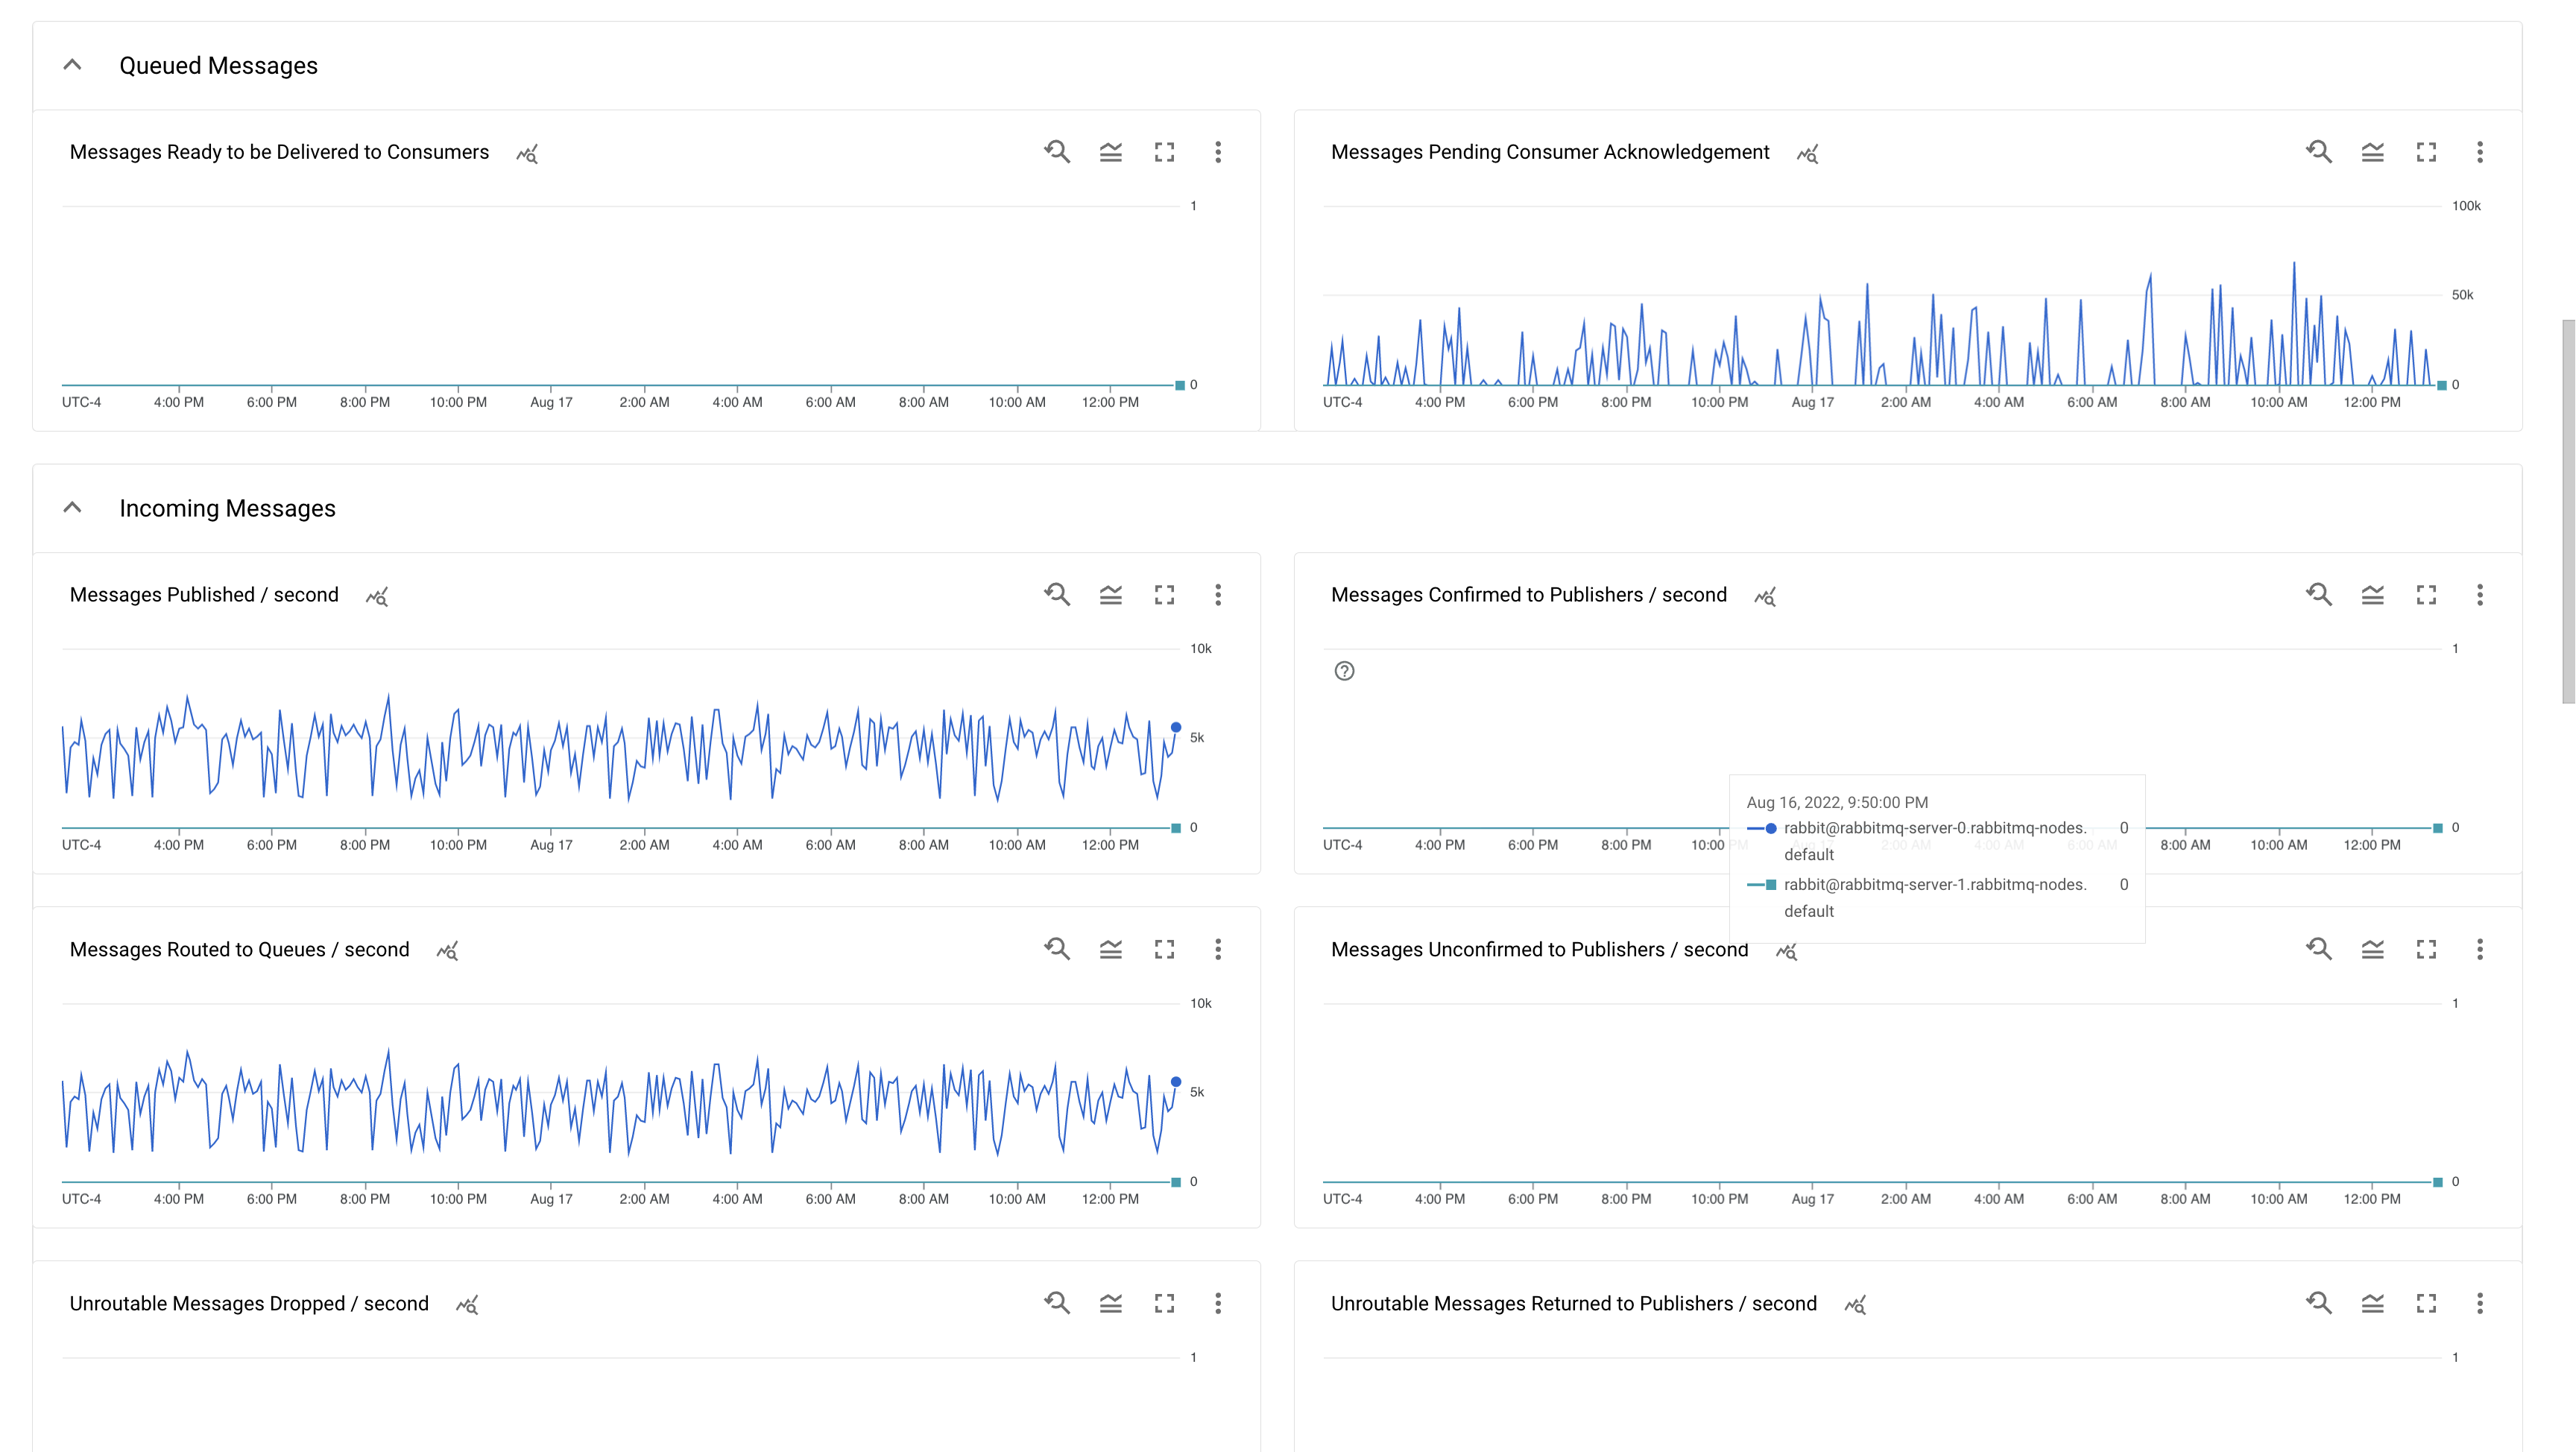 Queued Messages
Messages Ready to be Delivered to Consumers
1
0
UTC-4 4:00 PM 6:00 PM 8:00 PM 10:00 PM Aug 17 2:00 AM 4:00 AM 6:00 AM 8:00 AM 10:00 AM 12:00 PM
Messages Pending Consumer Acknowledgement
100k
50k
0
UTC-4 4:00 PM 6:00 PM 8:00 PM 10:00 PM Aug 17 2:00 AM 4:00 AM 6:00 AM 8:00 AM 10:00 AM 12:00 PM
Incoming Messages
Messages Published / second
10k
5k
0
UTC-4 4:00 PM 6:00 PM 8:00 PM 10:00 PM Aug 17 2:00 AM 4:00 AM 6:00 AM 8:00 AM 10:00 AM 12:00 PM
Messages Confirmed to Publishers / second
1
0
UTC-4 4:00 PM 6:00 PM 8:00 PM 10:00 PM Aug 17 2:00 AM 4:00 AM 6:00 AM 8:00 AM 10:00 AM 12:00 PM
Aug 16, 2022, 9:50:00 PM
rabbit@rabbitmq-server-0.rabbitmq-nodes. 0
default
rabbit@rabbitmq-server-1.rabbitmq-nodes. 0
default
Messages Routed to Queues / second
10k
5k
0
UTC-4 4:00 PM 6:00 PM 8:00 PM 10:00 PM Aug 17 2:00 AM 4:00 AM 6:00 AM 8:00 AM 10:00 AM 12:00 PM
Messages Unconfirmed to Publishers / second
1
0
UTC-4 4:00 PM 6:00 PM 8:00 PM 10:00 PM Aug 17 2:00 AM 4:00 AM 6:00 AM 8:00 AM 10:00 AM 12:00 PM
Unroutable Messages Dropped / second
1
Unroutable Messages Returned to Publishers / second
1